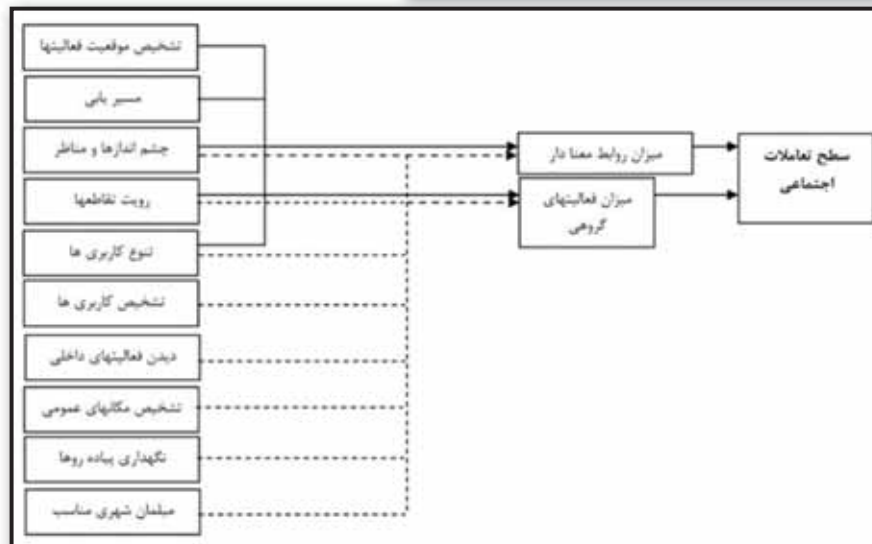 تشخیص موقعیت فعالیتها
مسیر یابی
چشم اندازها و مناظر
رویت تقاطعها
تنوع کاربری ها
تشخیص کاربری ها
دیدن فعالیتهای داخلی
تشخیص مکانهای عمومی
نگهداری پیاده روها
مبلمان شهری مناسب
میزان روابط معنا دار
میزان فعالیتهای
گروهی
سطح تعاملات
اجتماعی